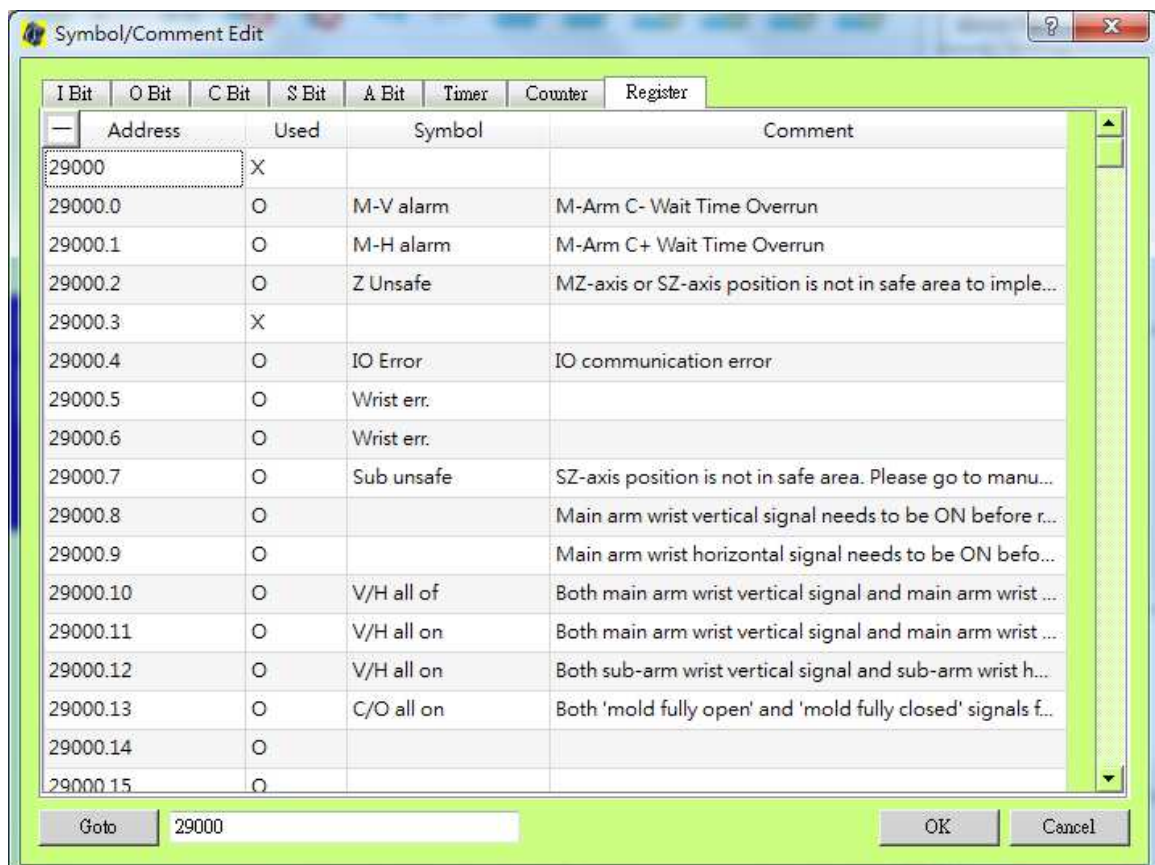 Symbol/Comment Edit
I Bit O Bit C Bit S Bit A Bit Timer Counter Register
Address Used Symbol Comment
29000 X
29000.0 O M-V alarm M-Arm C- Wait Time Overrun
29000.1 O M-H alarm M-Arm C+ Wait Time Overrun
29000.2 O Z Unsafe MZ-axis or SZ-axis position is not in safe area to imple...
29000.3 X
29000.4 O IO Error IO communication error
29000.5 O Wrist err.
29000.6 O Wrist err.
29000.7 O Sub unsafe SZ-axis position is not in safe area. Please go to manu...
29000.8 O Main arm wrist vertical signal needs to be ON before r...
29000.9 O Main arm wrist horizontal signal needs to be ON befo...
29000.10 O V/H all of Both main arm wrist vertical signal and main arm wrist ...
29000.11 O V/H all on Both main arm wrist vertical signal and main arm wrist ...
29000.12 O V/H all on Both sub-arm wrist vertical signal and sub-arm wrist h...
29000.13 O C/O all on Both 'mold fully open' and 'mold fully closed' signals f...
29000.14 O
29000.15 O
Goto 29000 OK Cancel